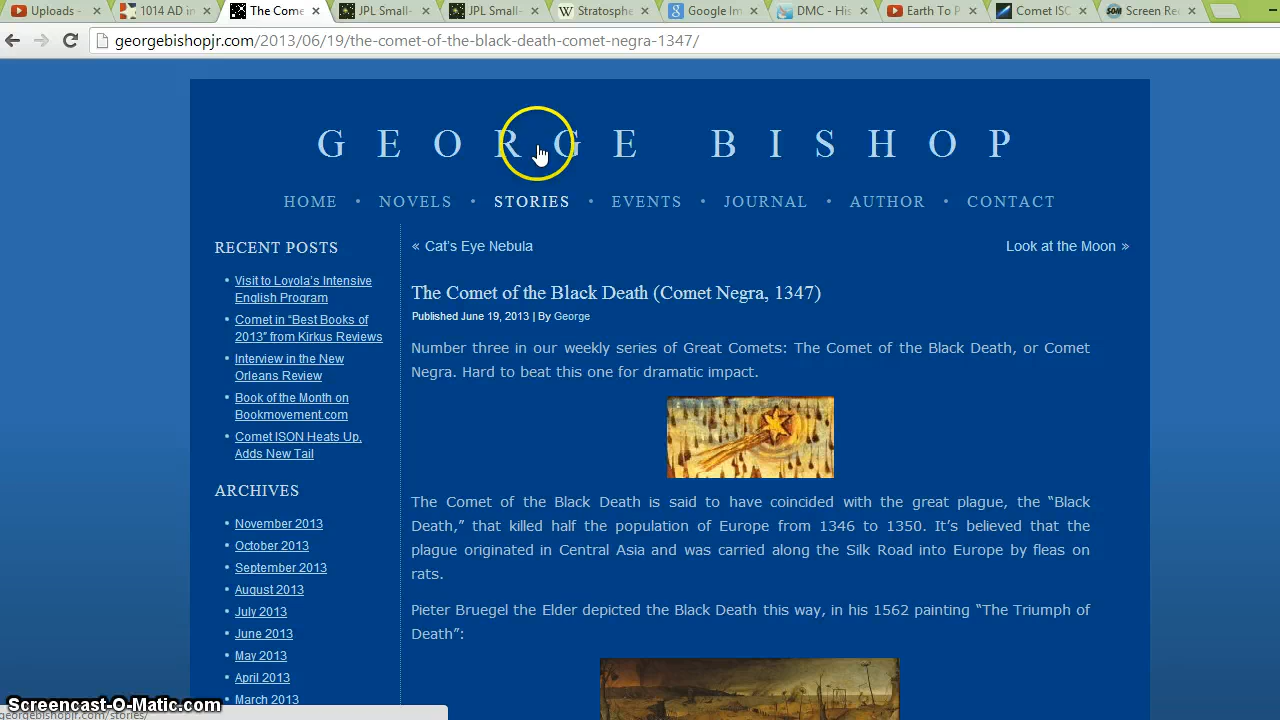 Uploads -
1014 AD in
The Come
JPL Small-
JPL Small-
Stratosphe
Google Im
DMC - His
Earth To P
Comet ISO
Screen Re
georgebishopjr.com/2013/06/19/the-comet-of-the-black-death-comet-negra-1347/
GEORGE BISHOP
HOME • NOVELS • STORIES • EVENTS • JOURNAL • AUTHOR • CONTACT
RECENT POSTS
• Visit to Loyola's Intensive
English Program
• Comet in “Best Books of
2013” from Kirkus Reviews
• Interview in the New
Orleans Review
• Book of the Month on
Bookmovement.com
• Comet ISON Heats Up,
Adds New Tail
ARCHIVES
• November 2013
• October 2013
• September 2013
• August 2013
• July 2013
• June 2013
• May 2013
• April 2013
• March 2013
« Cat's Eye Nebula
Look at the Moon »
The Comet of the Black Death (Comet Negra, 1347)
Published June 19, 2013 | By George
Number three in our weekly series of Great Comets: The Comet of the Black Death, or Comet
Negra. Hard to beat this one for dramatic impact.
The Comet of the Black Death is said to have coincided with the great plague, the “Black
Death,” that killed half the population of Europe from 1346 to 1350. It’s believed that the
plague originated in Central Asia and was carried along the Silk Road into Europe by fleas on
rats.
Pieter Bruegel the Elder depicted the Black Death this way, in his 1562 painting “The Triumph of
Death”:
Screencast-O-Matic.com
georgebishopjr.com/stories/